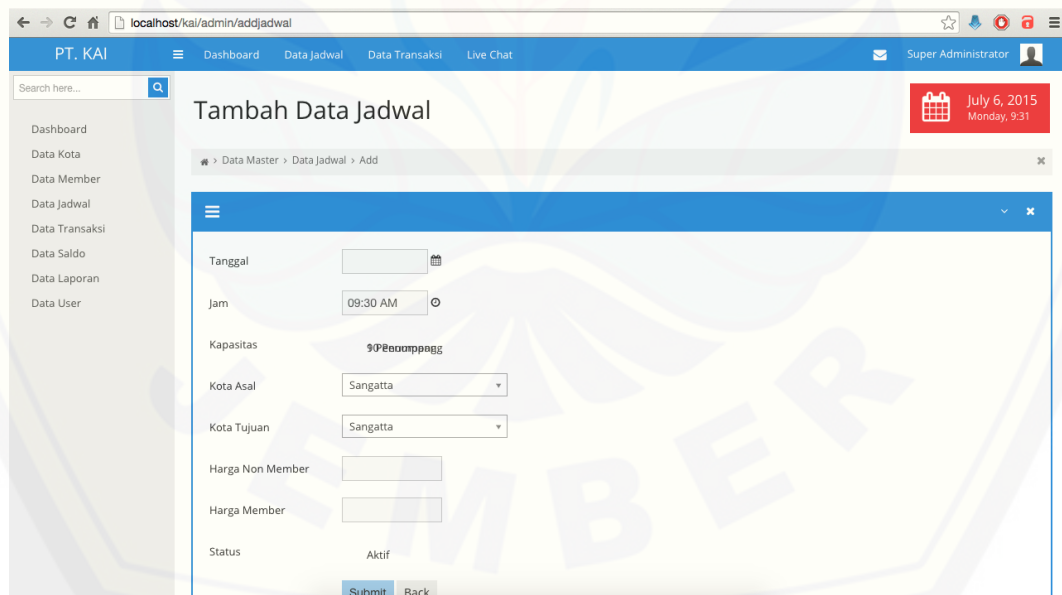 localhost/kai/admin/addjadwal
PT. KAI Dashboard Data Jadwal Data Transaksi Live Chat Super Administrator
Search here...
Dashboard
Data Kota
Data Member
Data Jadwal
Data Transaksi
Data Saldo
Data Laporan
Data User
Tambah Data Jadwal
July 6, 2015
Monday, 9:31
> Data Master > Data Jadwal > Add
Tanggal
Jam 09:30 AM
Kapasitas
Kota Asal Sangatta
Kota Tujuan Sangatta
Harga Non Member
Harga Member
Status Aktif
Submit Back
JEMBER